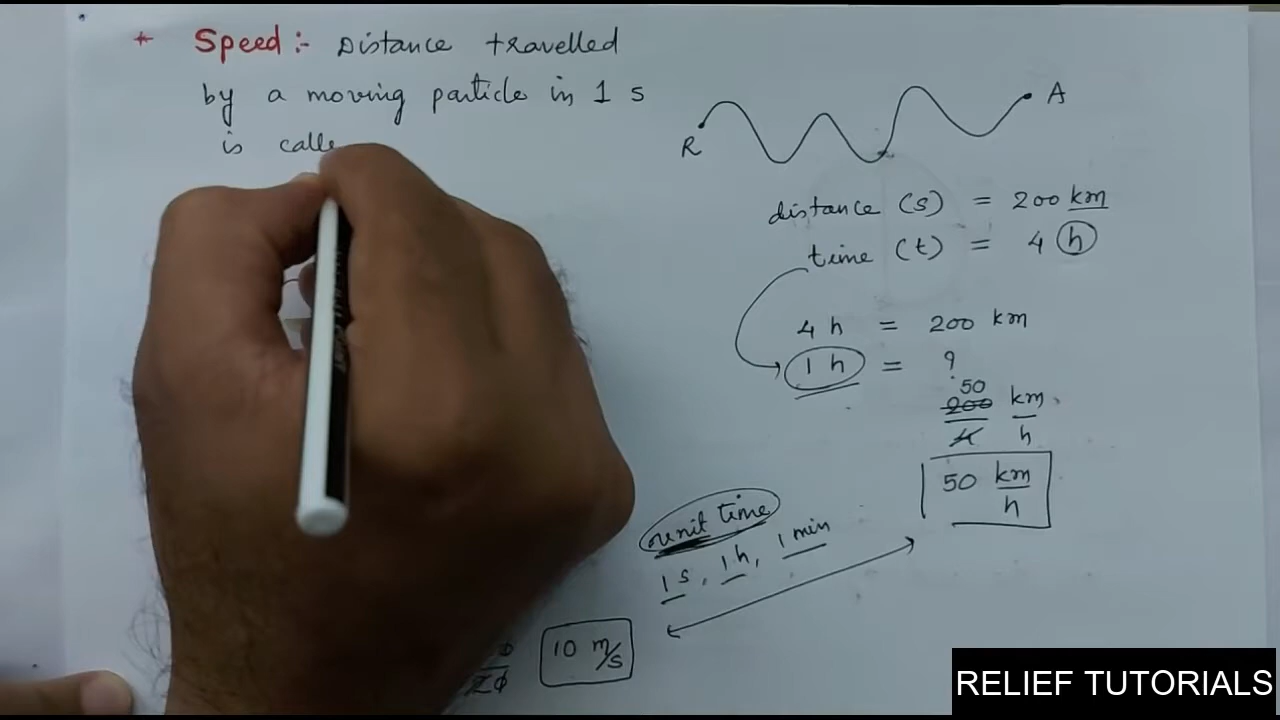 * Speed :- Distance travelled
by a moving particle in 1 s
is calle
R
A
distance (s) = 200 km
time (t) = 4 h
4 h = 200 km
1 h = ?
50
200 km
4 h
50 km
h
unit time
1 s, 1 h, 1 min
10 m/s
RELIEF TUTORIALS